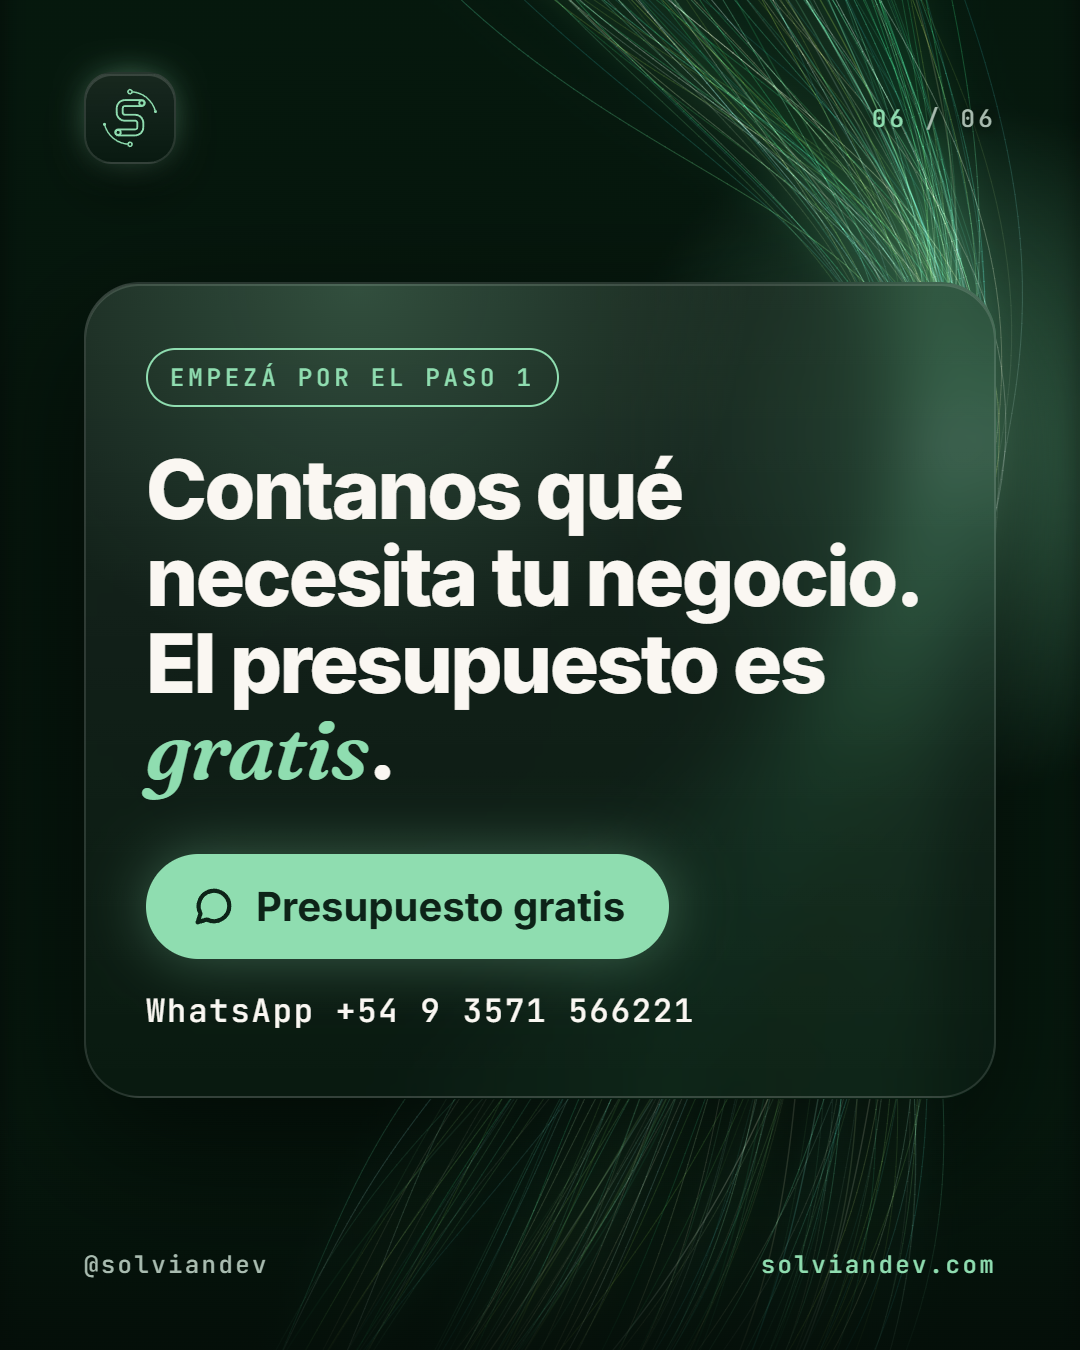 06 / 06
EMPEZÁ POR EL PASO 1
Contanos qué
necesita tu negocio.
El presupuesto es
gratis.
Presupuesto gratis
WhatsApp +54 9 3571 566221
@solviandev
solviandev.com